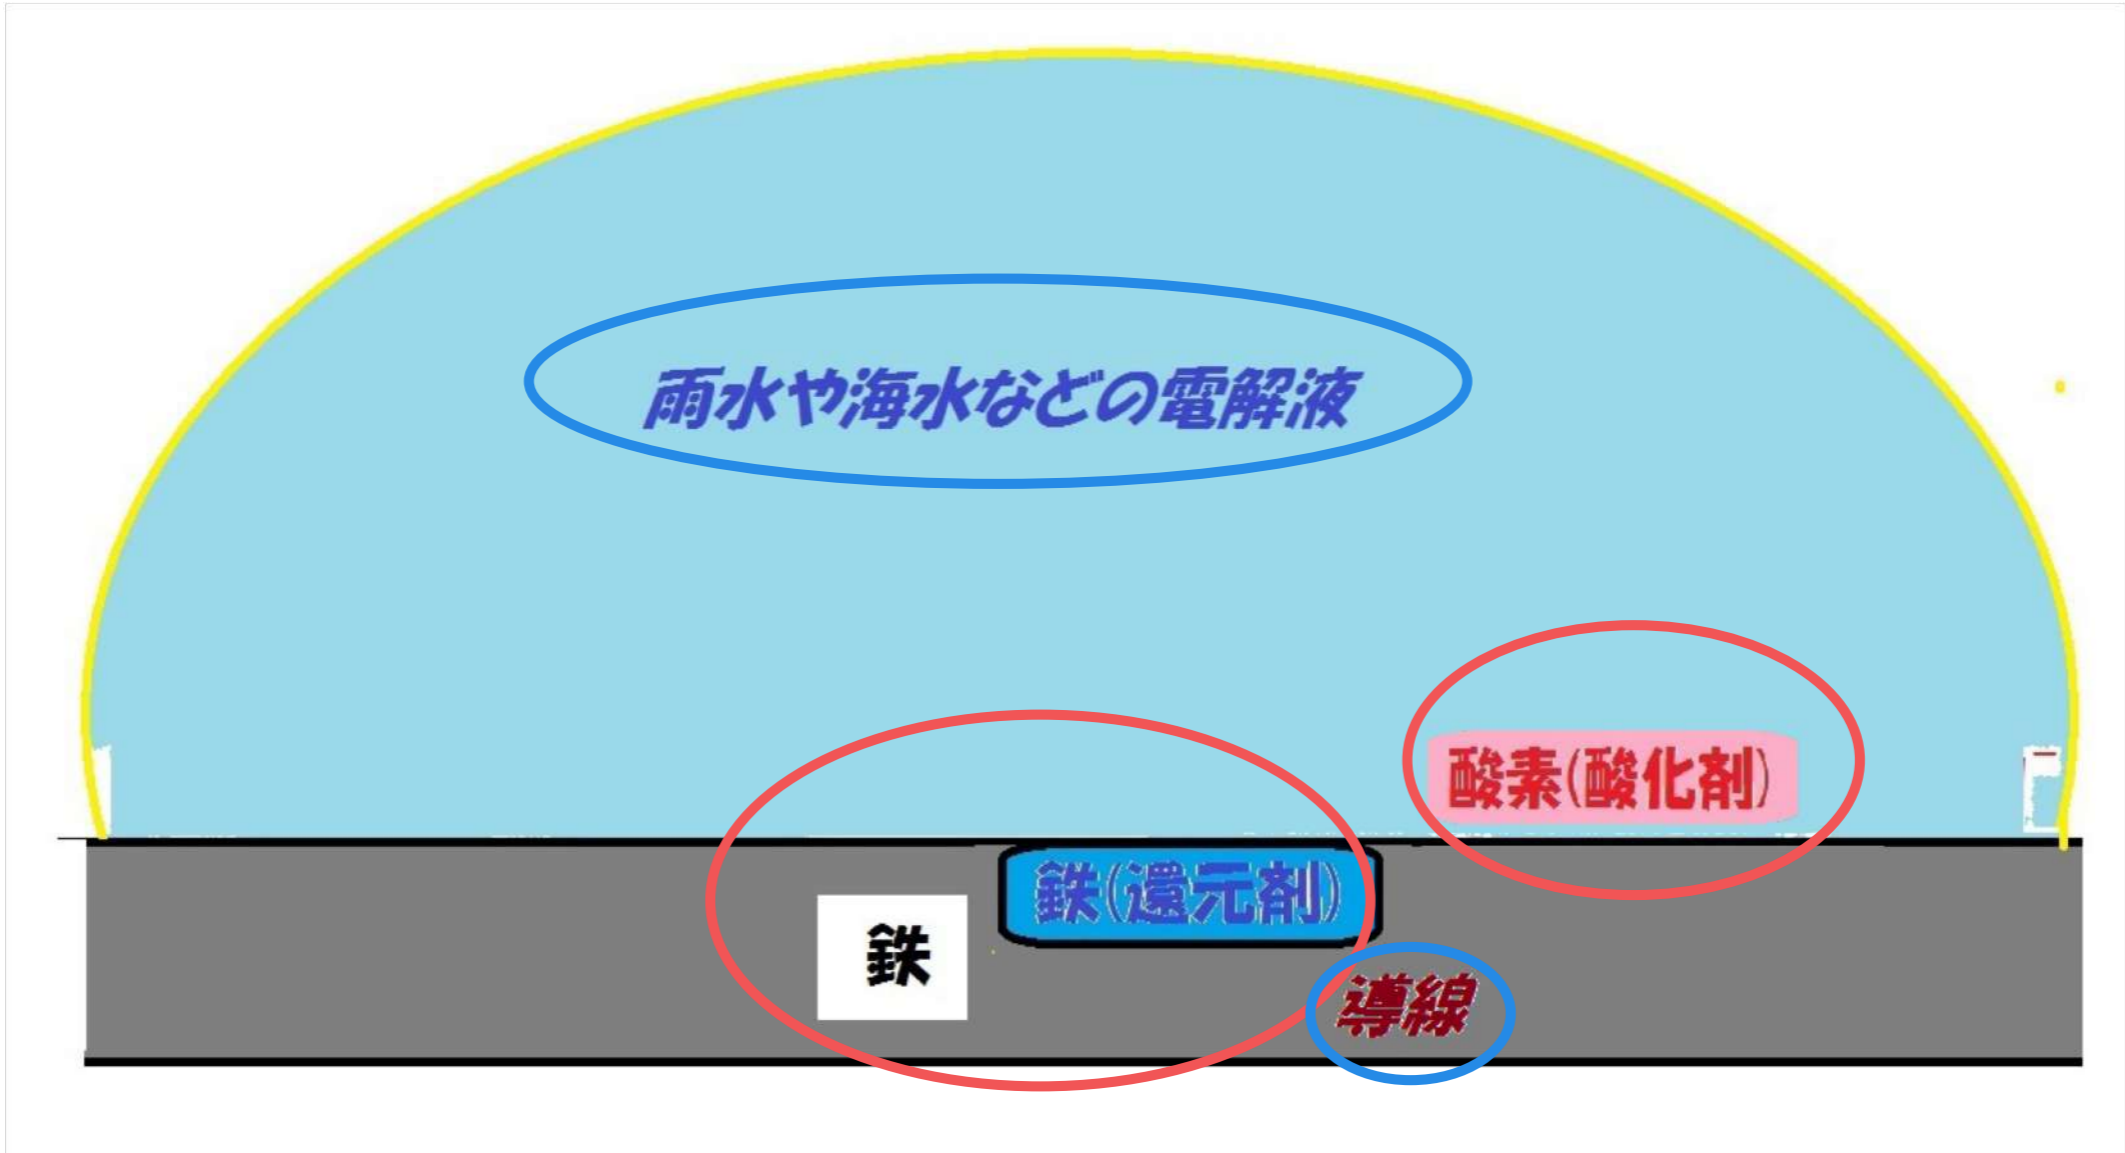 雨水や海水などの電解液
酸素(酸化剤)
鉄(還元剤)
鉄
導線